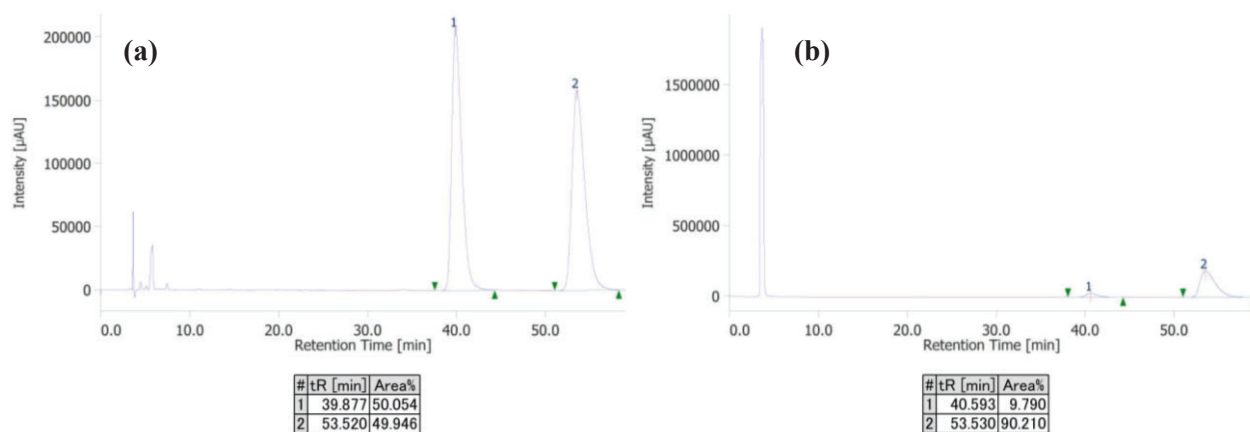 (a)
Intensity [µAU]
200000
150000
100000
50000
0
1
2
0.0 10.0 20.0 30.0 40.0 50.0
Retention Time [min]
# tR [min] Area%
1 39.877 50.054
2 53.520 49.946
(b)
Intensity [µAU]
1500000
1000000
500000
0
1
2
0.0 10.0 20.0 30.0 40.0 50.0
Retention Time [min]
# tR [min] Area%
1 40.593 9.790
2 53.530 90.210